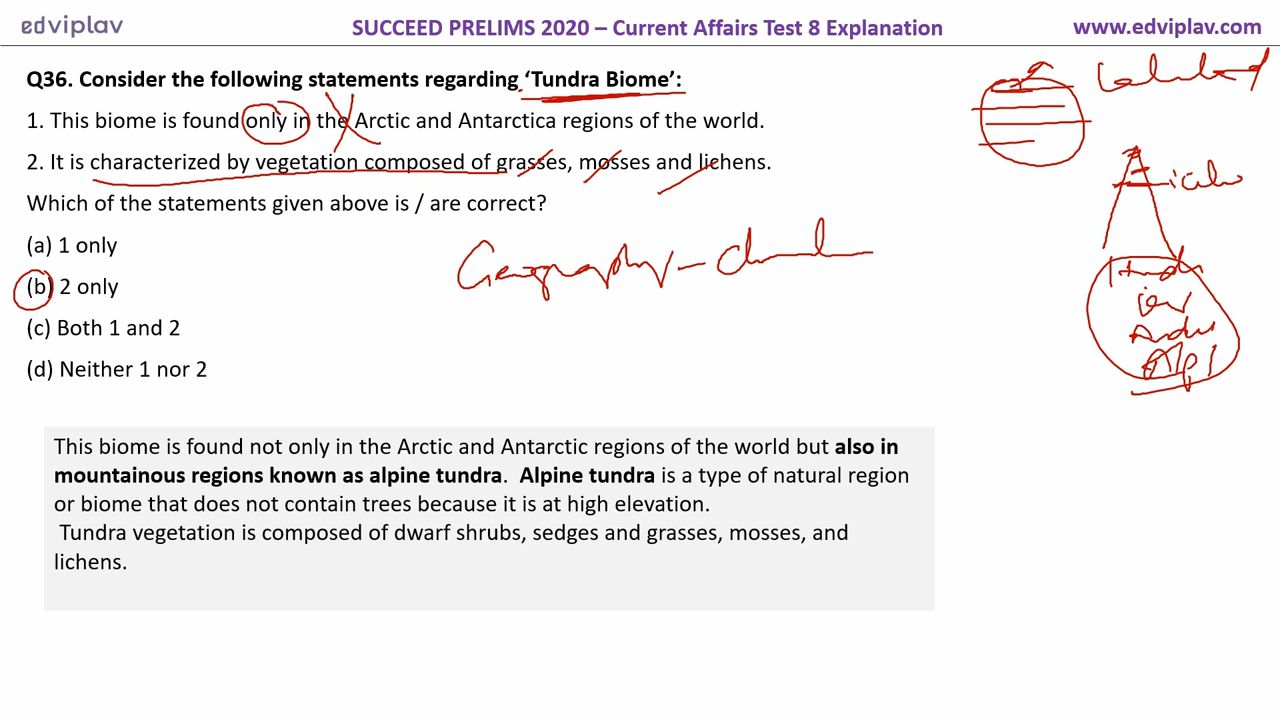 edviplav
SUCCEED PRELIMS 2020 – Current Affairs Test 8 Explanation
www.edviplav.com
Q36. Consider the following statements regarding ‘Tundra Biome’:
1. This biome is found only in the Arctic and Antarctica regions of the world.
2. It is characterized by vegetation composed of grasses, mosses and lichens.
Which of the statements given above is / are correct?
(a) 1 only
(b) 2 only
(c) Both 1 and 2
(d) Neither 1 nor 2
Geography –
This biome is found not only in the Arctic and Antarctic regions of the world but also in
mountainous regions known as alpine tundra. Alpine tundra is a type of natural region
or biome that does not contain trees because it is at high elevation.
Tundra vegetation is composed of dwarf shrubs, sedges and grasses, mosses, and
lichens.